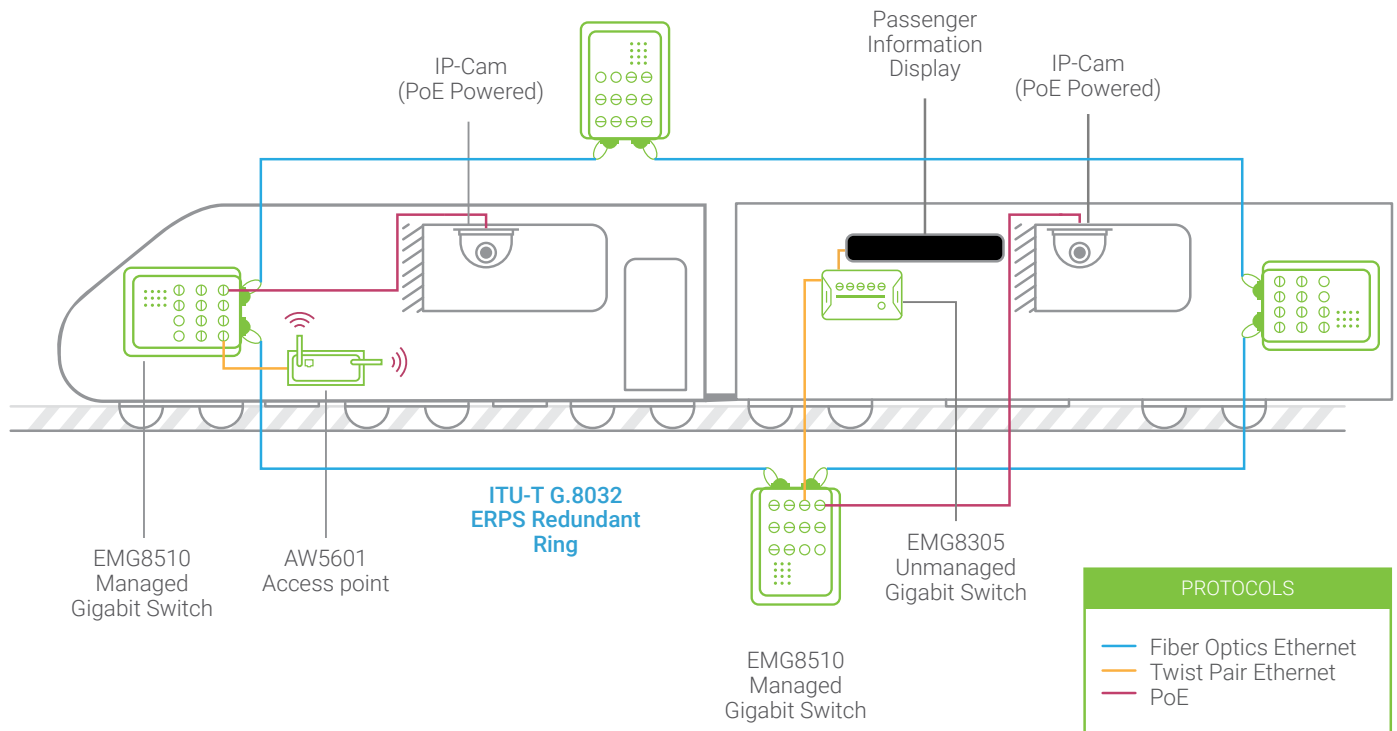 Passenger
Information
Display
IP-Cam
(PoE Powered)
IP-Cam
(PoE Powered)
ITU-T G.8032
ERPS Redundant
Ring
EMG8510
Managed
Gigabit Switch
AW5601
Access point
EMG8305
Unmanaged
Gigabit Switch
EMG8510
Managed
Gigabit Switch
PROTOCOLS
Fiber Optics Ethernet
Twist Pair Ethernet
PoE